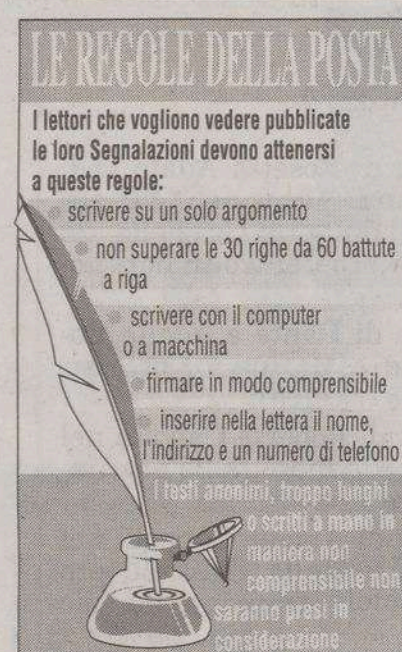 LE REGOLE DELLA POSTA
I lettori che vogliono vedere pubblicate
le loro Segnalazioni devono attenersi
a queste regole:
scrivere su un solo argomento
non superare le 30 righe da 60 battute
a riga
scrivere con il computer
o a macchina
firmare in modo comprensibile
inserire nella lettera il nome,
l'indirizzo e un numero di telefono
I testi anonimi, troppo lunghi
o scritti a mano in
maniera non
comprensibile non
saranno presi in
considerazione